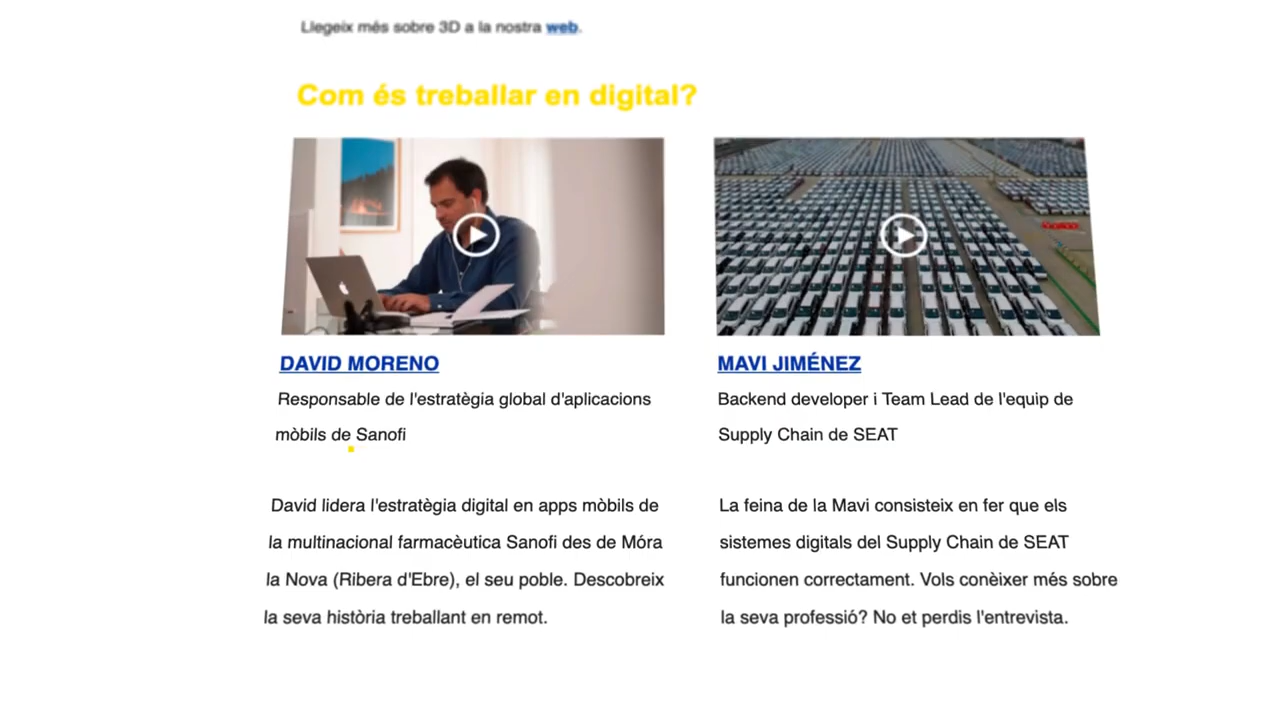 Llegeix més sobre 3D a la nostra web.
Com és treballar en digital?
DAVID MORENO
Responsable de l'estratègia global d'aplicacions
mòbils de Sanofi
David lidera l'estratègia digital en apps mòbils de
la multinacional farmacèutica Sanofi des de Móra
la Nova (Ribera d'Ebre), el seu poble. Descobreix
la seva història treballant en remot.
MAVI JIMÉNEZ
Backend developer i Team Lead de l'equip de
Supply Chain de SEAT
La feina de la Mavi consisteix en fer que els
sistemes digitals del Supply Chain de SEAT
funcionen correctament. Vols conèixer més sobre
la seva professió? No et perdis l'entrevista.